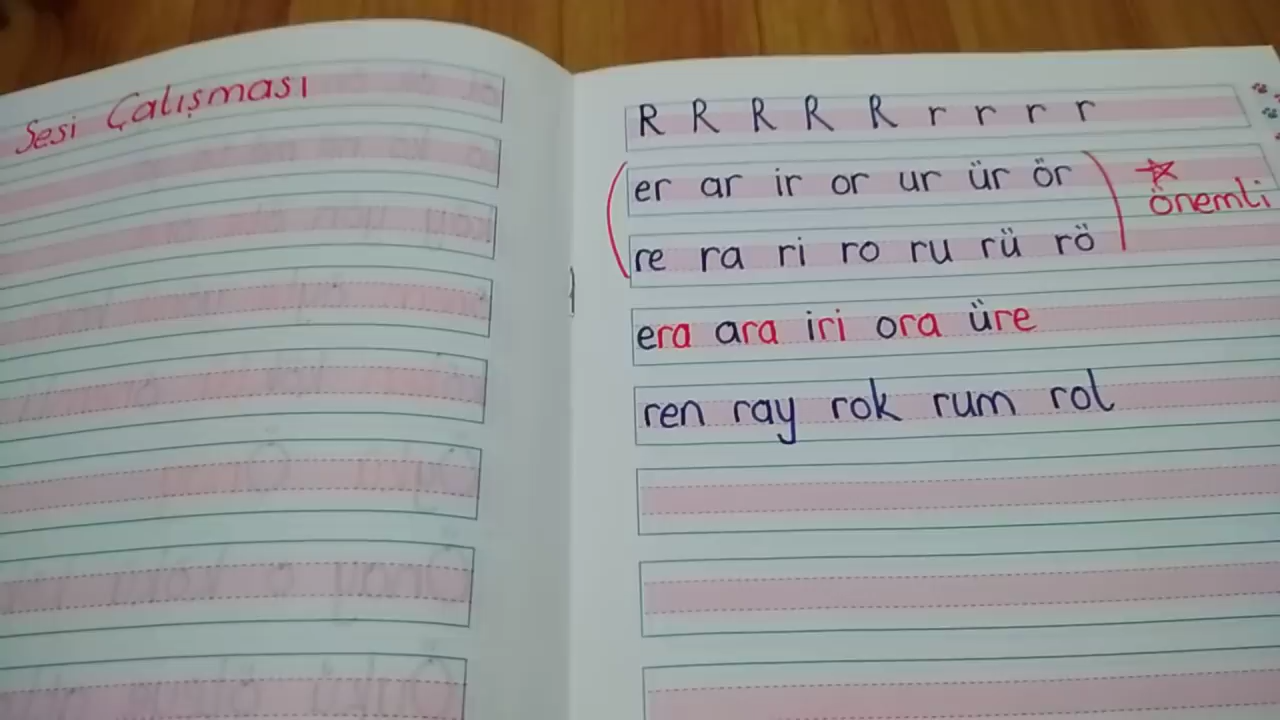 Sesi Çalışması
R R R R R r r r r
(er ar ir or ur ür ör) önemli
re ra ri ro ru rü rö
era ara iri ora üre
ren ray rok rum rol